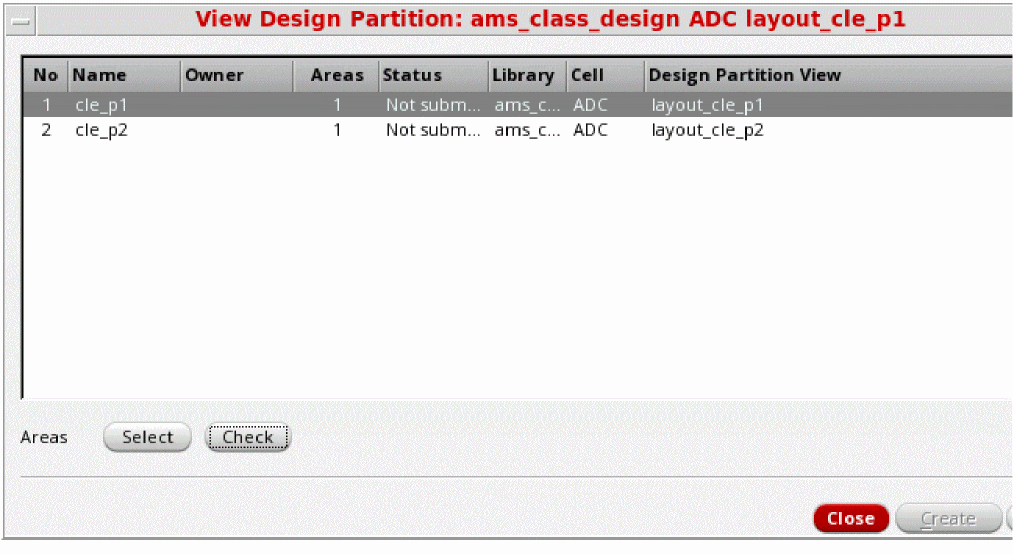 View Design Partition: ams_class_design ADC layout_cle_p1
No Name Owner Areas Status Library Cell Design Partition View
1 cle_p1 1 Not subm... ams_c... ADC layout_cle_p1
2 cle_p2 1 Not subm... ams_c... ADC layout_cle_p2
Areas Select Check
Close Create